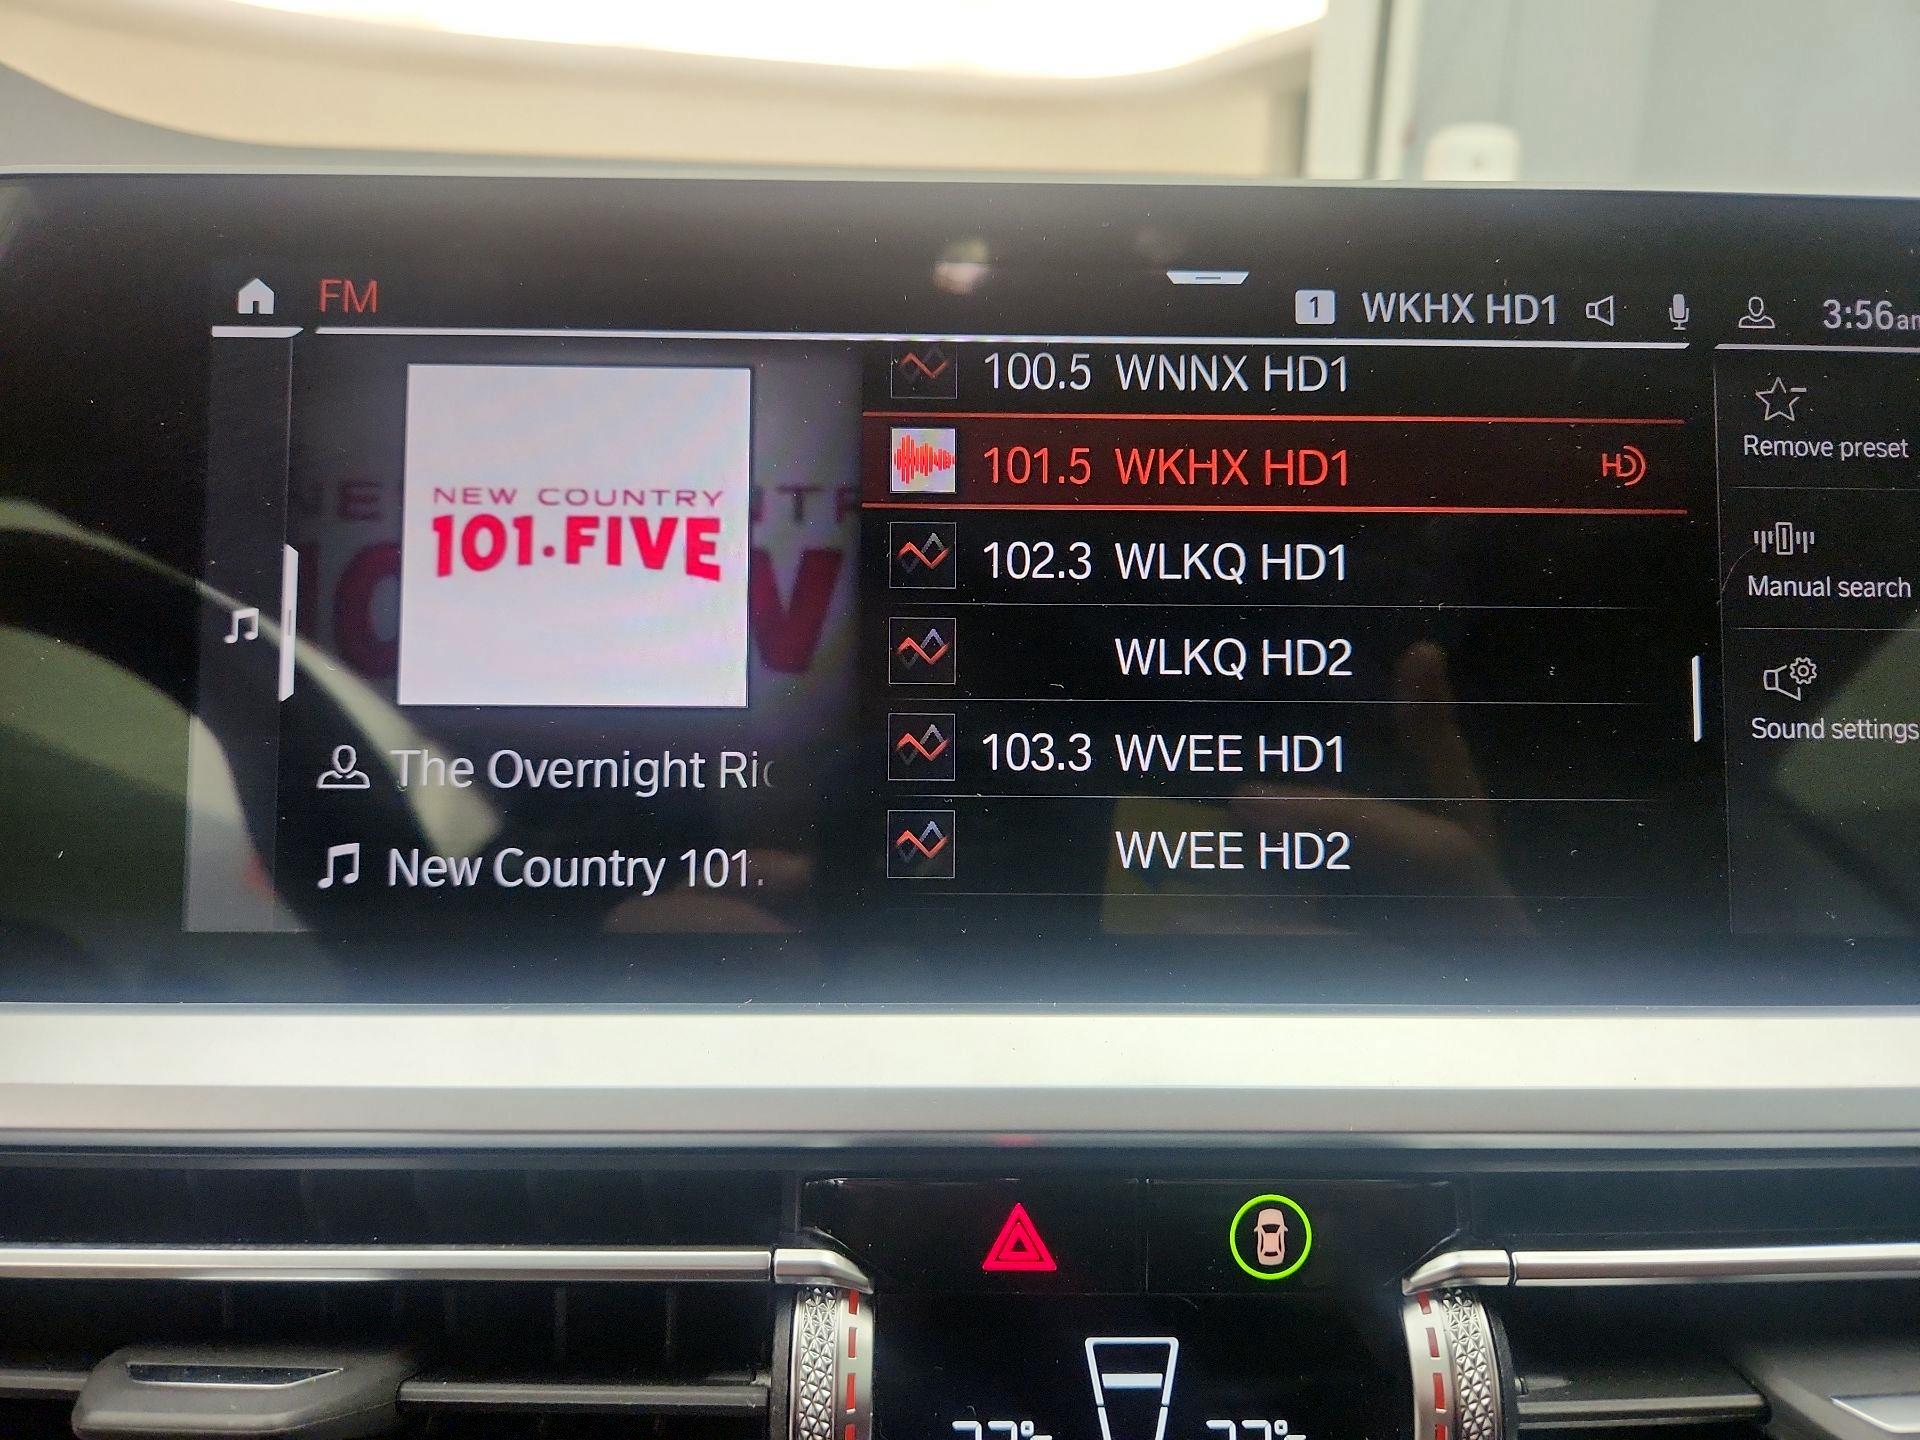 FM
1 WKHX HD1
3:56am
NEW COUNTRY
101.FIVE
The Overnight Ri
New Country 101.
100.5 WNNX HD1
101.5 WKHX HD1 HD
102.3 WLKQ HD1
WLKQ HD2
103.3 WVEE HD1
WVEE HD2
Remove preset
Manual search
Sound settings